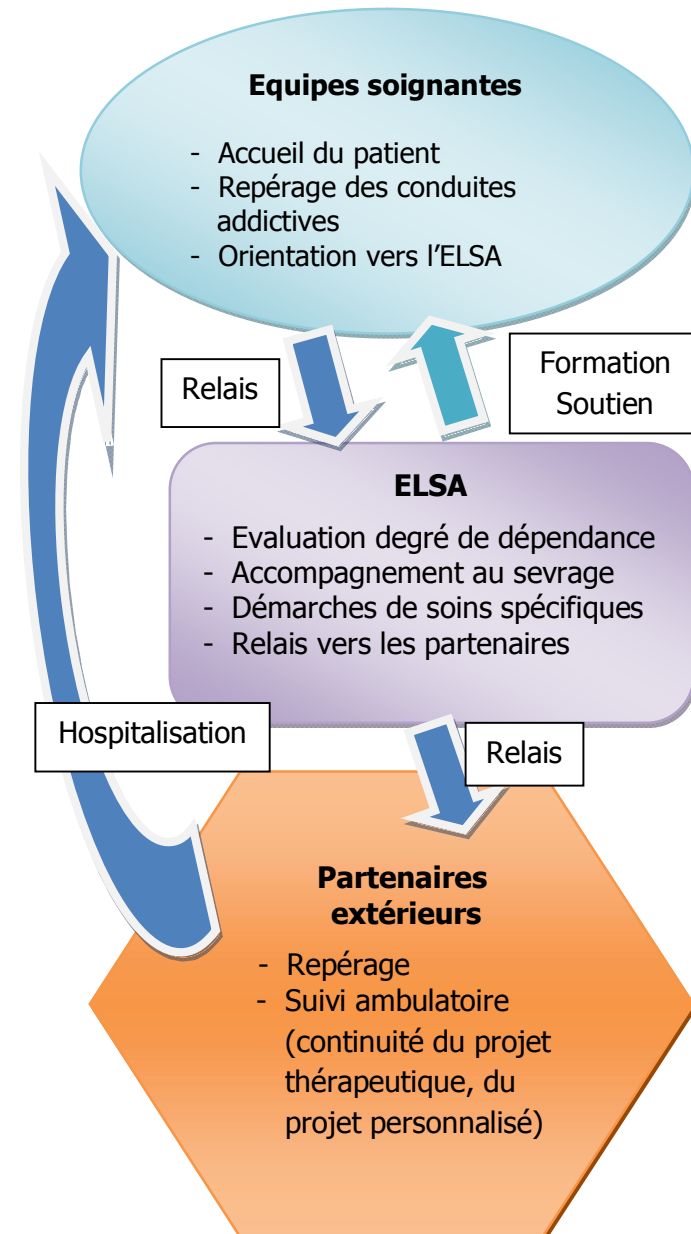 Equipes soignantes
- Accueil du patient
- Repérage des conduites
addictives
- Orientation vers l’ELSA
Relais
Formation
Soutien
ELSA
- Evaluation degré de dépendance
- Accompagnement au sevrage
- Démarches de soins spécifiques
- Relais vers les partenaires
Hospitalisation
Relais
Partenaires
extérieurs
- Repérage
- Suivi ambulatoire
(continuité du projet
thérapeutique, du
projet personnalisé)